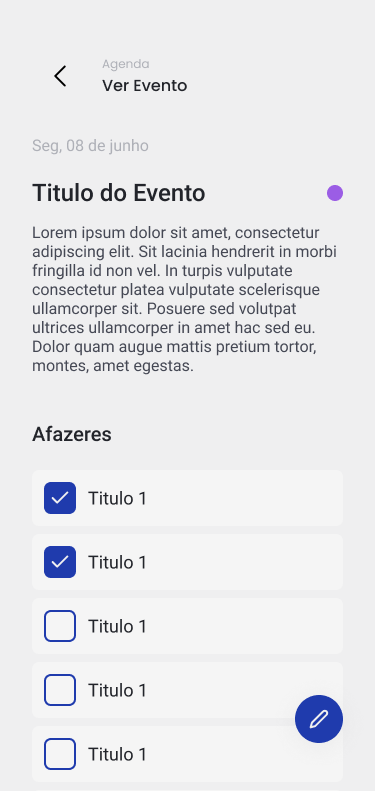 Agenda
Ver Evento
Seg, 08 de junho
Titulo do Evento
Lorem ipsum dolor sit amet, consectetur
adipiscing elit. Sit lacinia hendrerit in morbi
fringilla id non vel. In turpis vulputate
consectetur platea vulputate scelerisque
ullamcorper sit. Posuere sed volutpat
ultrices ullamcorper in amet hac sed eu.
Dolor quam augue mattis pretium tortor,
montes, amet egestas.
Afazeres
Titulo 1
Titulo 1
Titulo 1
Titulo 1
Titulo 1